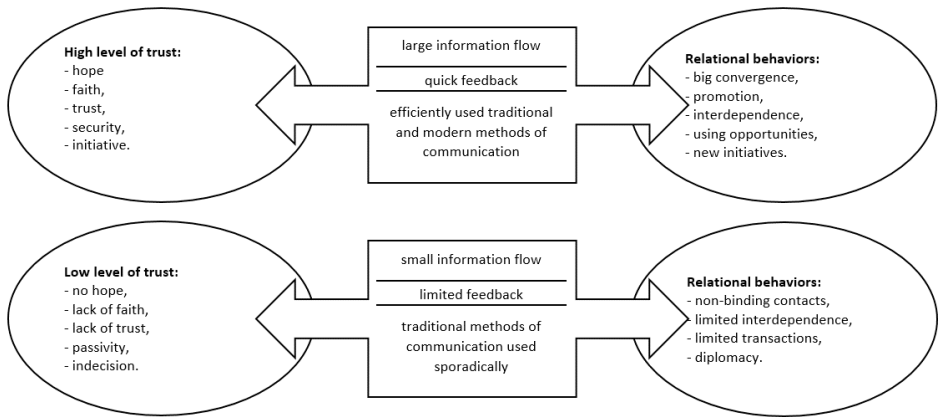 High level of trust:
- hope
- faith,
- trust,
- security,
- initiative.
large information flow
quick feedback
efficiently used traditional
and modern methods of
communication
Relational behaviors:
- big convergence,
- promotion,
- interdependence,
- using opportunities,
- new initiatives.
Low level of trust:
- no hope,
- lack of faith,
- lack of trust,
- passivity,
- indecision.
small information flow
limited feedback
traditional methods of
communication used
sporadically
Relational behaviors:
- non-binding contacts,
- limited interdependence,
- limited transactions,
- diplomacy.